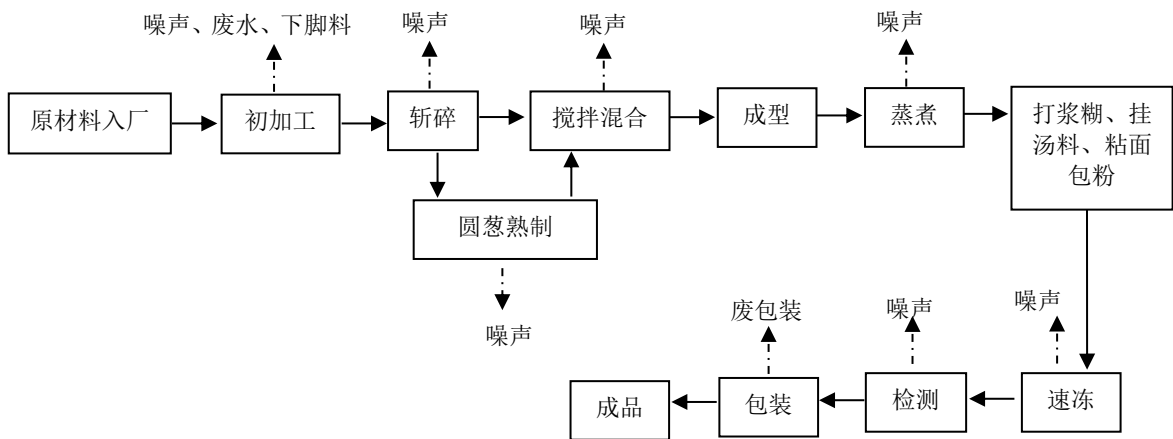 噪声、废水、下脚料
噪声
噪声
噪声
原材料入厂
初加工
斩碎
搅拌混合
成型
蒸煮
打浆糊、挂
汤料、粘面
包粉
圆葱熟制
噪声
废包装
噪声
噪声
成品
包装
检测
速冻